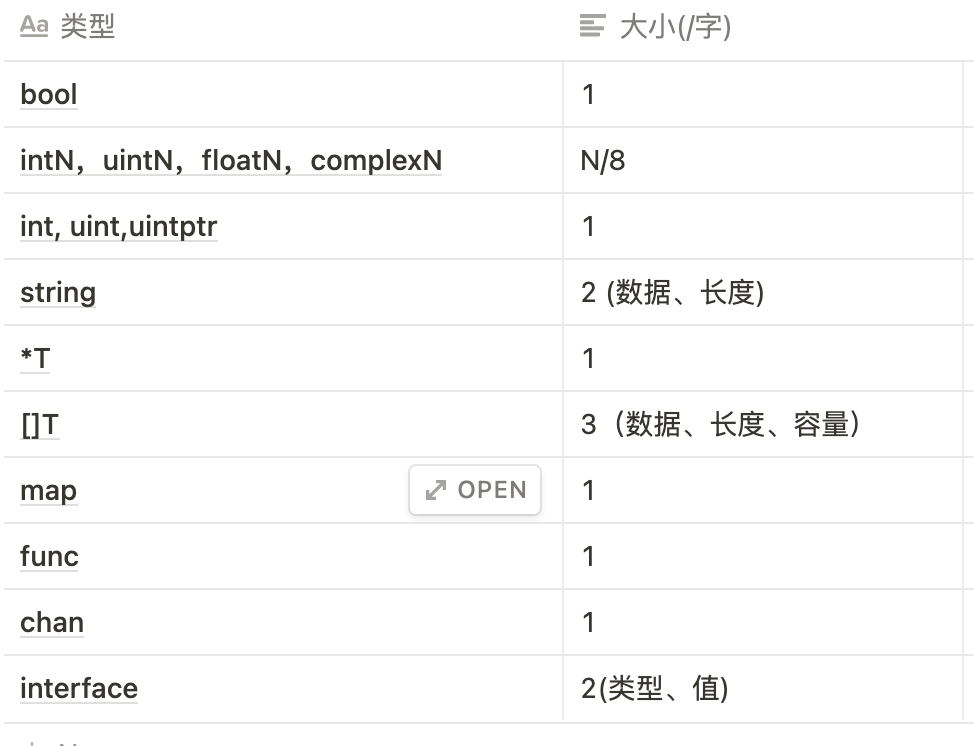 Aa 类型 大小(/字)
bool 1
intN，uintN，floatN，complexN N/8
int, uint,uintptr 1
string 2 (数据、长度)
*T 1
[]T 3（数据、长度、容量）
map OPEN 1
func 1
chan 1
interface 2(类型、值)